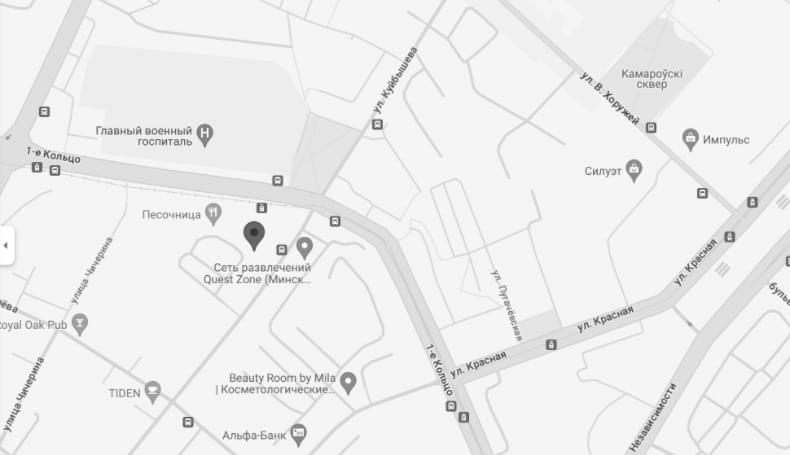 ул. Куйбышева
ул. В. Хоружей
Камароўскі
сквер
Главный военный
госпиталь
Импульс
1-е Кольцо
Силуэт
Песочница
улица Чичерина
Сеть развлечений
Quest Zone (Минск...
ул. Красная
ул. Пугачёвская
ул. Красная
oyal Oak Pub
улица Чичерина
1-е Кольцо
ул. Красная
Beauty Room by Mila
| Косметологические...
TIDEN
Независимости
Альфа-Банк